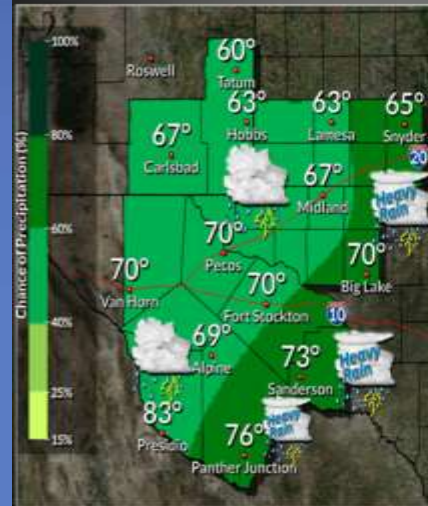 Chance of Precipitation (%)
100%
80%
60%
40%
25%
15%
Roswell
60°
Tatum
63°
Hobbs
63°
Lamesa
65°
Snyder
67°
Carlsbad
20
67°
Midland
Heavy
Rain
70°
Pecos
70°
Big Lake
70°
Van Horn
70°
Fort Stockton
10
69°
Alpine
73°
Sanderson
Heavy
Rain
83°
Presidio
76°
Panther Junction
Heavy
Rain